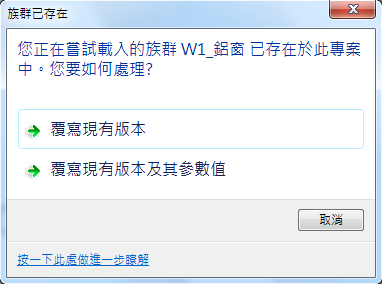 族群已存在
您正在嘗試載入的族群 W1_鋁窗 已存在於此專案
中。您要如何處理?
覆寫現有版本
覆寫現有版本及其參數值
取消
按一下此處做進一步瞭解